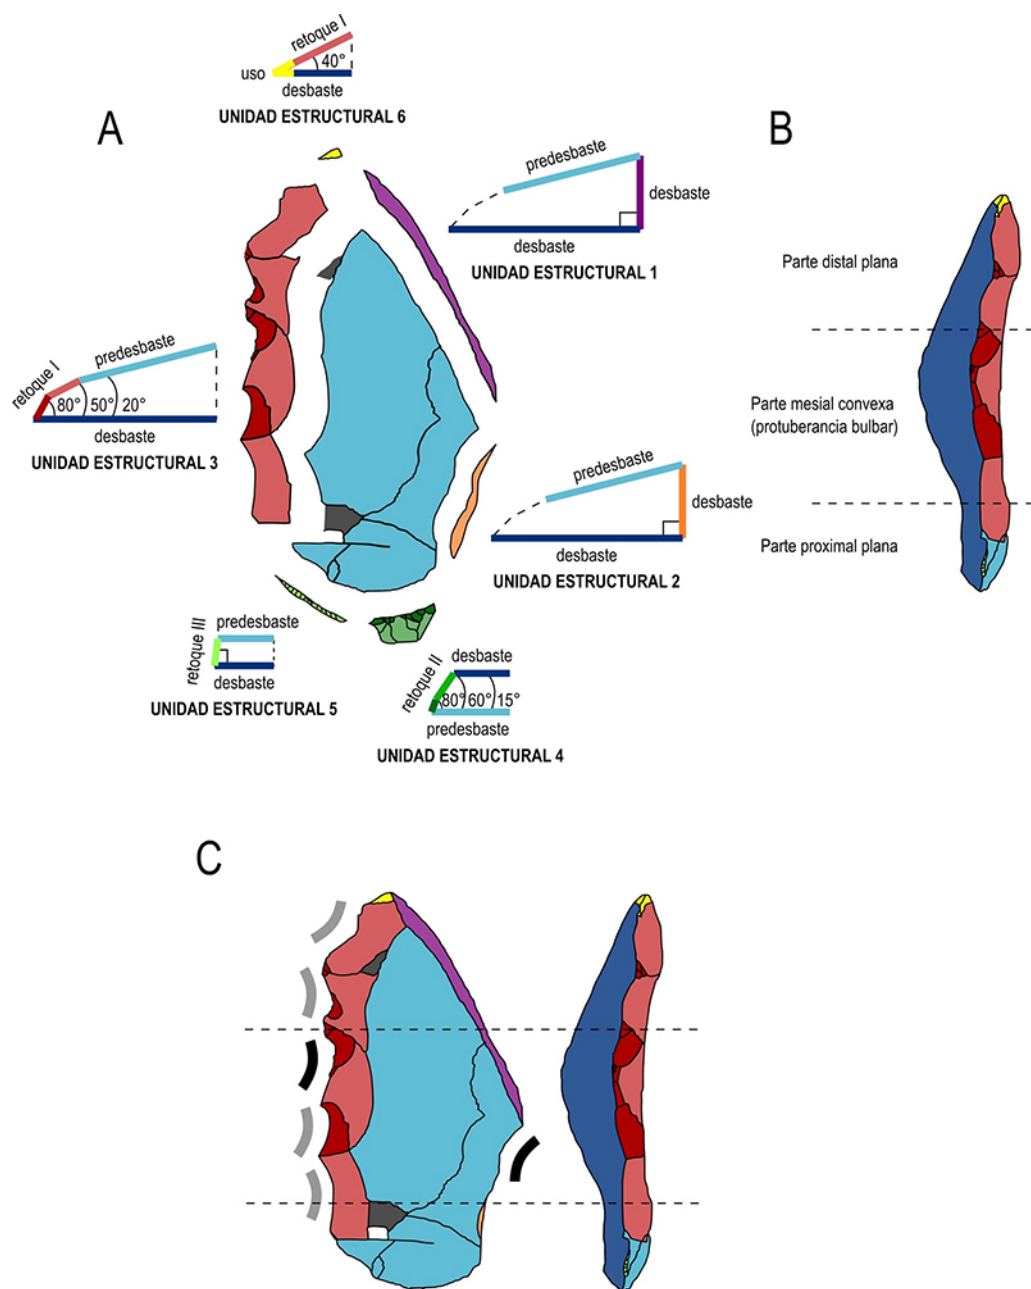 retoque I
uso
40°
desbaste
UNIDAD ESTRUCTURAL 6
A
B
predesbaste
desbaste
desbaste
UNIDAD ESTRUCTURAL 1
Parte distal plana
retoque I
predesbaste
80° 50° 20°
desbaste
UNIDAD ESTRUCTURAL 3
Parte mesial convexa
(protuberancia bulbar)
predesbaste
desbaste
desbaste
UNIDAD ESTRUCTURAL 2
Parte proximal plana
retoque III
predesbaste
desbaste
UNIDAD ESTRUCTURAL 5
retoque II
desbaste
80° 60° 15°
predesbaste
UNIDAD ESTRUCTURAL 4
C